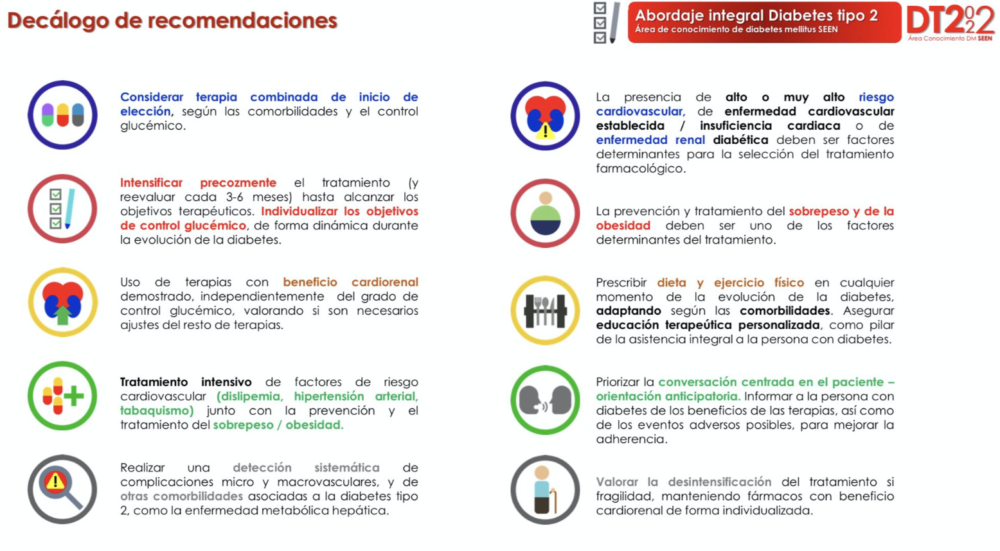 Decálogo de recomendaciones
Abordaje integral Diabetes tipo 2
Área de conocimiento de diabetes mellitus SEEN
DT2022
Área Conocimiento DM SEEN
Considerar terapia combinada de inicio de
elección, según las comorbilidades y el control
glucémico.
Intensificar precozmente el tratamiento (y
reevaluar cada 3-6 meses) hasta alcanzar los
objetivos terapéuticos. Individualizar los objetivos
de control glucémico, de forma dinámica durante
la evolución de la diabetes.
Uso de terapias con beneficio cardiorenal
demostrado, independientemente del grado de
control glucémico, valorando si son necesarios
ajustes del resto de terapias.
Tratamiento intensivo de factores de riesgo
cardiovascular (dislipemia, hipertensión arterial,
tabaquismo) junto con la prevención y el
tratamiento del sobrepeso / obesidad.
Realizar una detección sistemática de
complicaciones micro y macrovasculares, y de
otras comorbilidades asociadas a la diabetes tipo
2, como la enfermedad metabólica hepática.
La presencia de alto o muy alto riesgo
cardiovascular, de enfermedad cardiovascular
establecida / insuficiencia cardiaca o de
enfermedad renal diabética deben ser factores
determinantes para la selección del tratamiento
farmacológico.
La prevención y tratamiento del sobrepeso y de la
obesidad deben ser uno de los factores
determinantes del tratamiento.
Prescribir dieta y ejercicio físico en cualquier
momento de la evolución de la diabetes,
adaptando según las comorbilidades. Asegurar
educación terapeútica personalizada, como pilar
de la asistencia integral a la persona con diabetes.
Priorizar la conversación centrada en el paciente –
orientación anticipatoria. Informar a la persona con
diabetes de los beneficios de las terapias, así como
de los eventos adversos posibles, para mejorar la
adherencia.
Valorar la desintensificación del tratamiento si
fragilidad, manteniendo fármacos con beneficio
cardiorenal de forma individualizada.